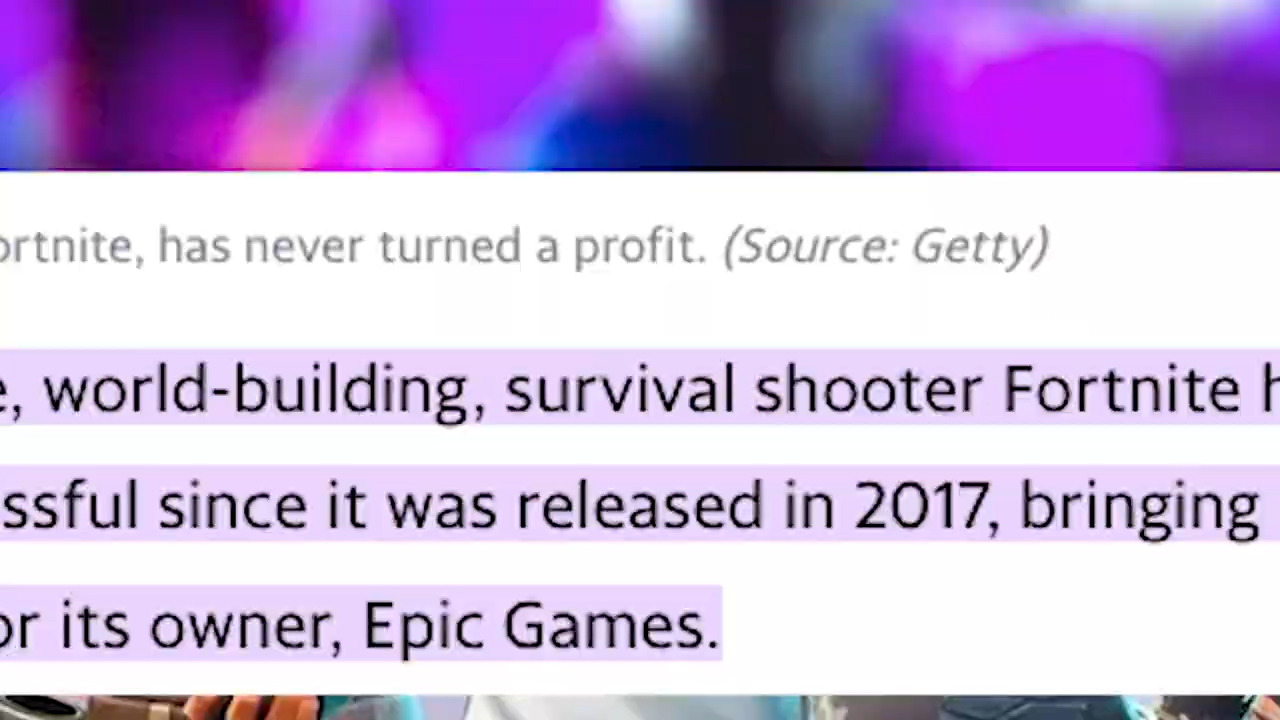 ortnite, has never turned a profit. (Source: Getty)
e, world-building, survival shooter Fortnite h
ssful since it was released in 2017, bringing
or its owner, Epic Games.